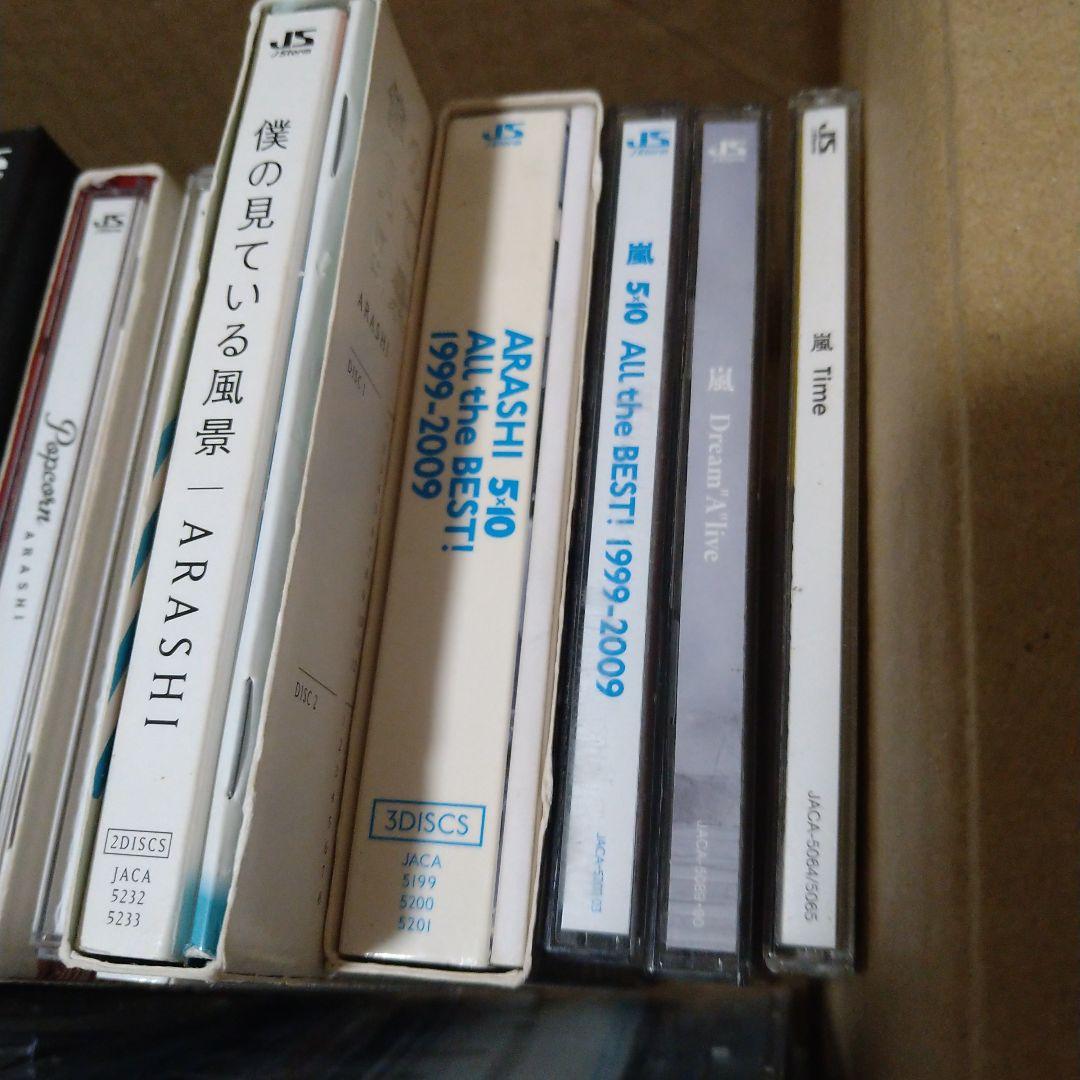 JS
Popcorn ARASHI
JS
J Storm
僕の見ている風景 | ARASHI
2DISCS
JACA
5232
5233
ARASHI
DISC 1
DISC 2
JS
ARASHI 5×10
ALL the BEST!
1999-2009
3DISCS
JACA
5199
5200
5201
JS
J Storm
嵐 5×10 ALL the BEST! 1999-2009
JS
嵐 Dream"A"live
JS
嵐 Time
JACA-5064/5065